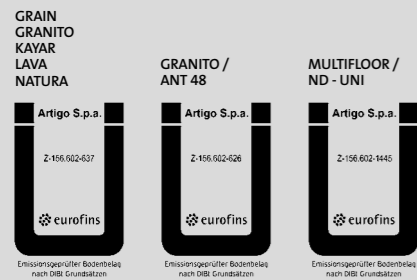 GRAIN
GRANITO
KAYAR
LAVA
NATURA
Artigo S.p.a.
Z-156.602-637
eurofins
Emissionsgeprüfter Bodenbelag
nach DIBt Grundsätzen
GRANITO /
ANT 48
Artigo S.p.a.
Z-156.602-626
eurofins
Emissionsgeprüfter Bodenbelag
nach DIBt Grundsätzen
MULTIFLOOR /
ND - UNI
Artigo S.p.a.
Z-156.602-1445
eurofins
Emissionsgeprüfter Bodenbelag
nach DIBt Grundsätzen